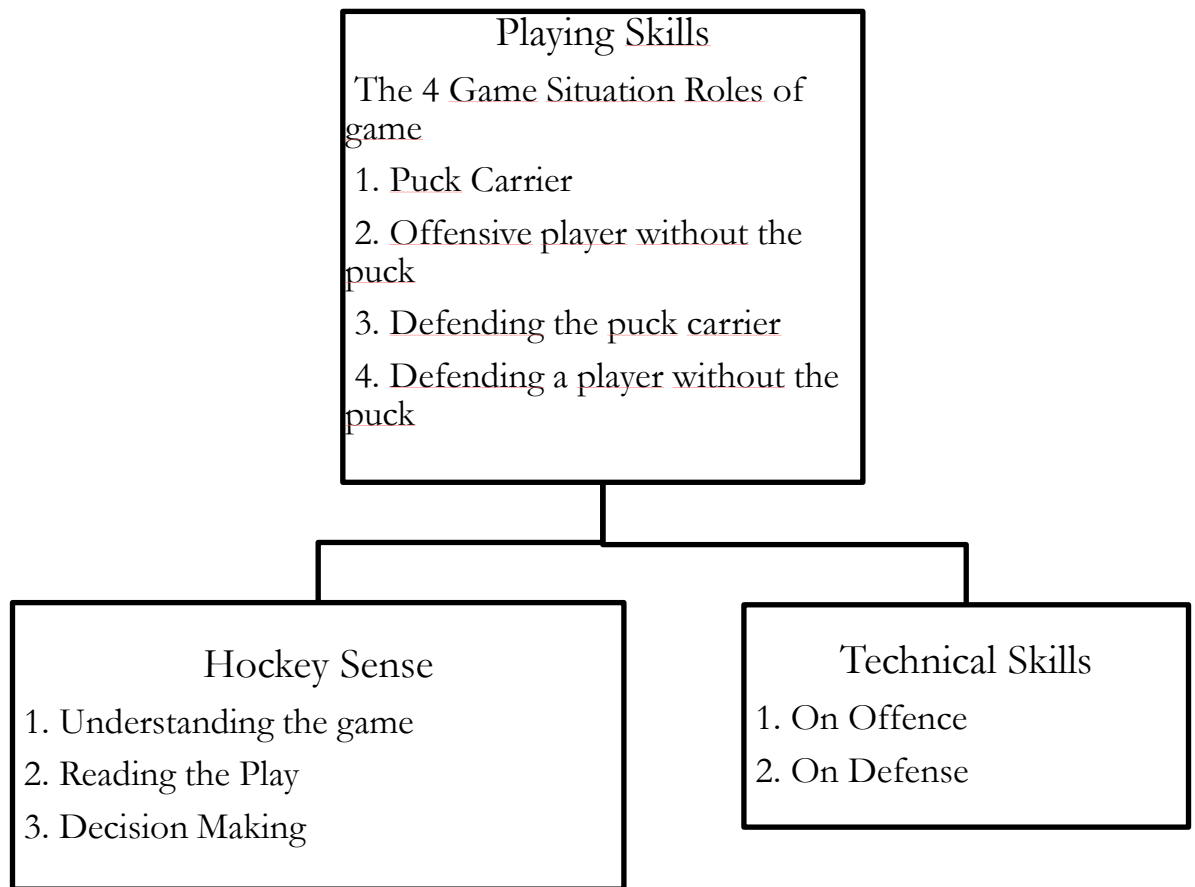 Playing Skills
The 4 Game Situation Roles of
game
1. Puck Carrier
2. Offensive player without the
puck
3. Defending the puck carrier
4. Defending a player without the
puck
Hockey Sense
1. Understanding the game
2. Reading the Play
3. Decision Making
Technical Skills
1. On Offence
2. On Defense